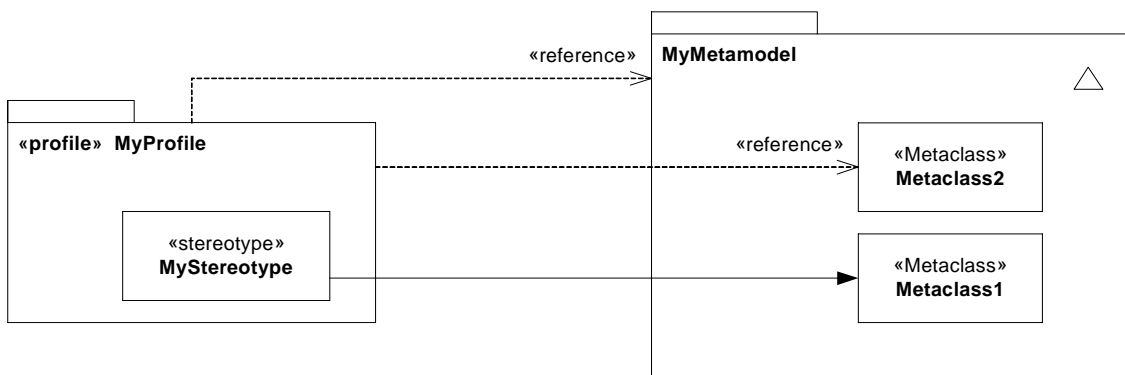 «reference»
MyMetamodel
«profile» MyProfile
«reference»
«Metaclass»
Metaclass2
«stereotype»
MyStereotype
«Metaclass»
Metaclass1